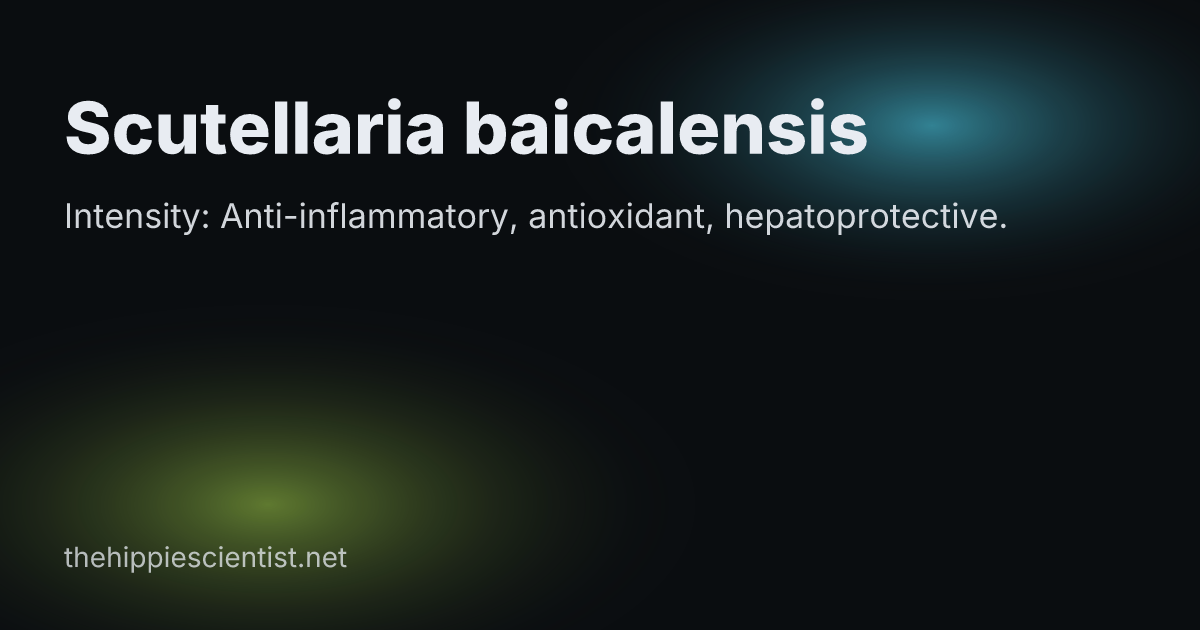 Scutellaria baicalensis
Intensity: Anti-inflammatory, antioxidant, hepatoprotective.
thehippiescientist.net